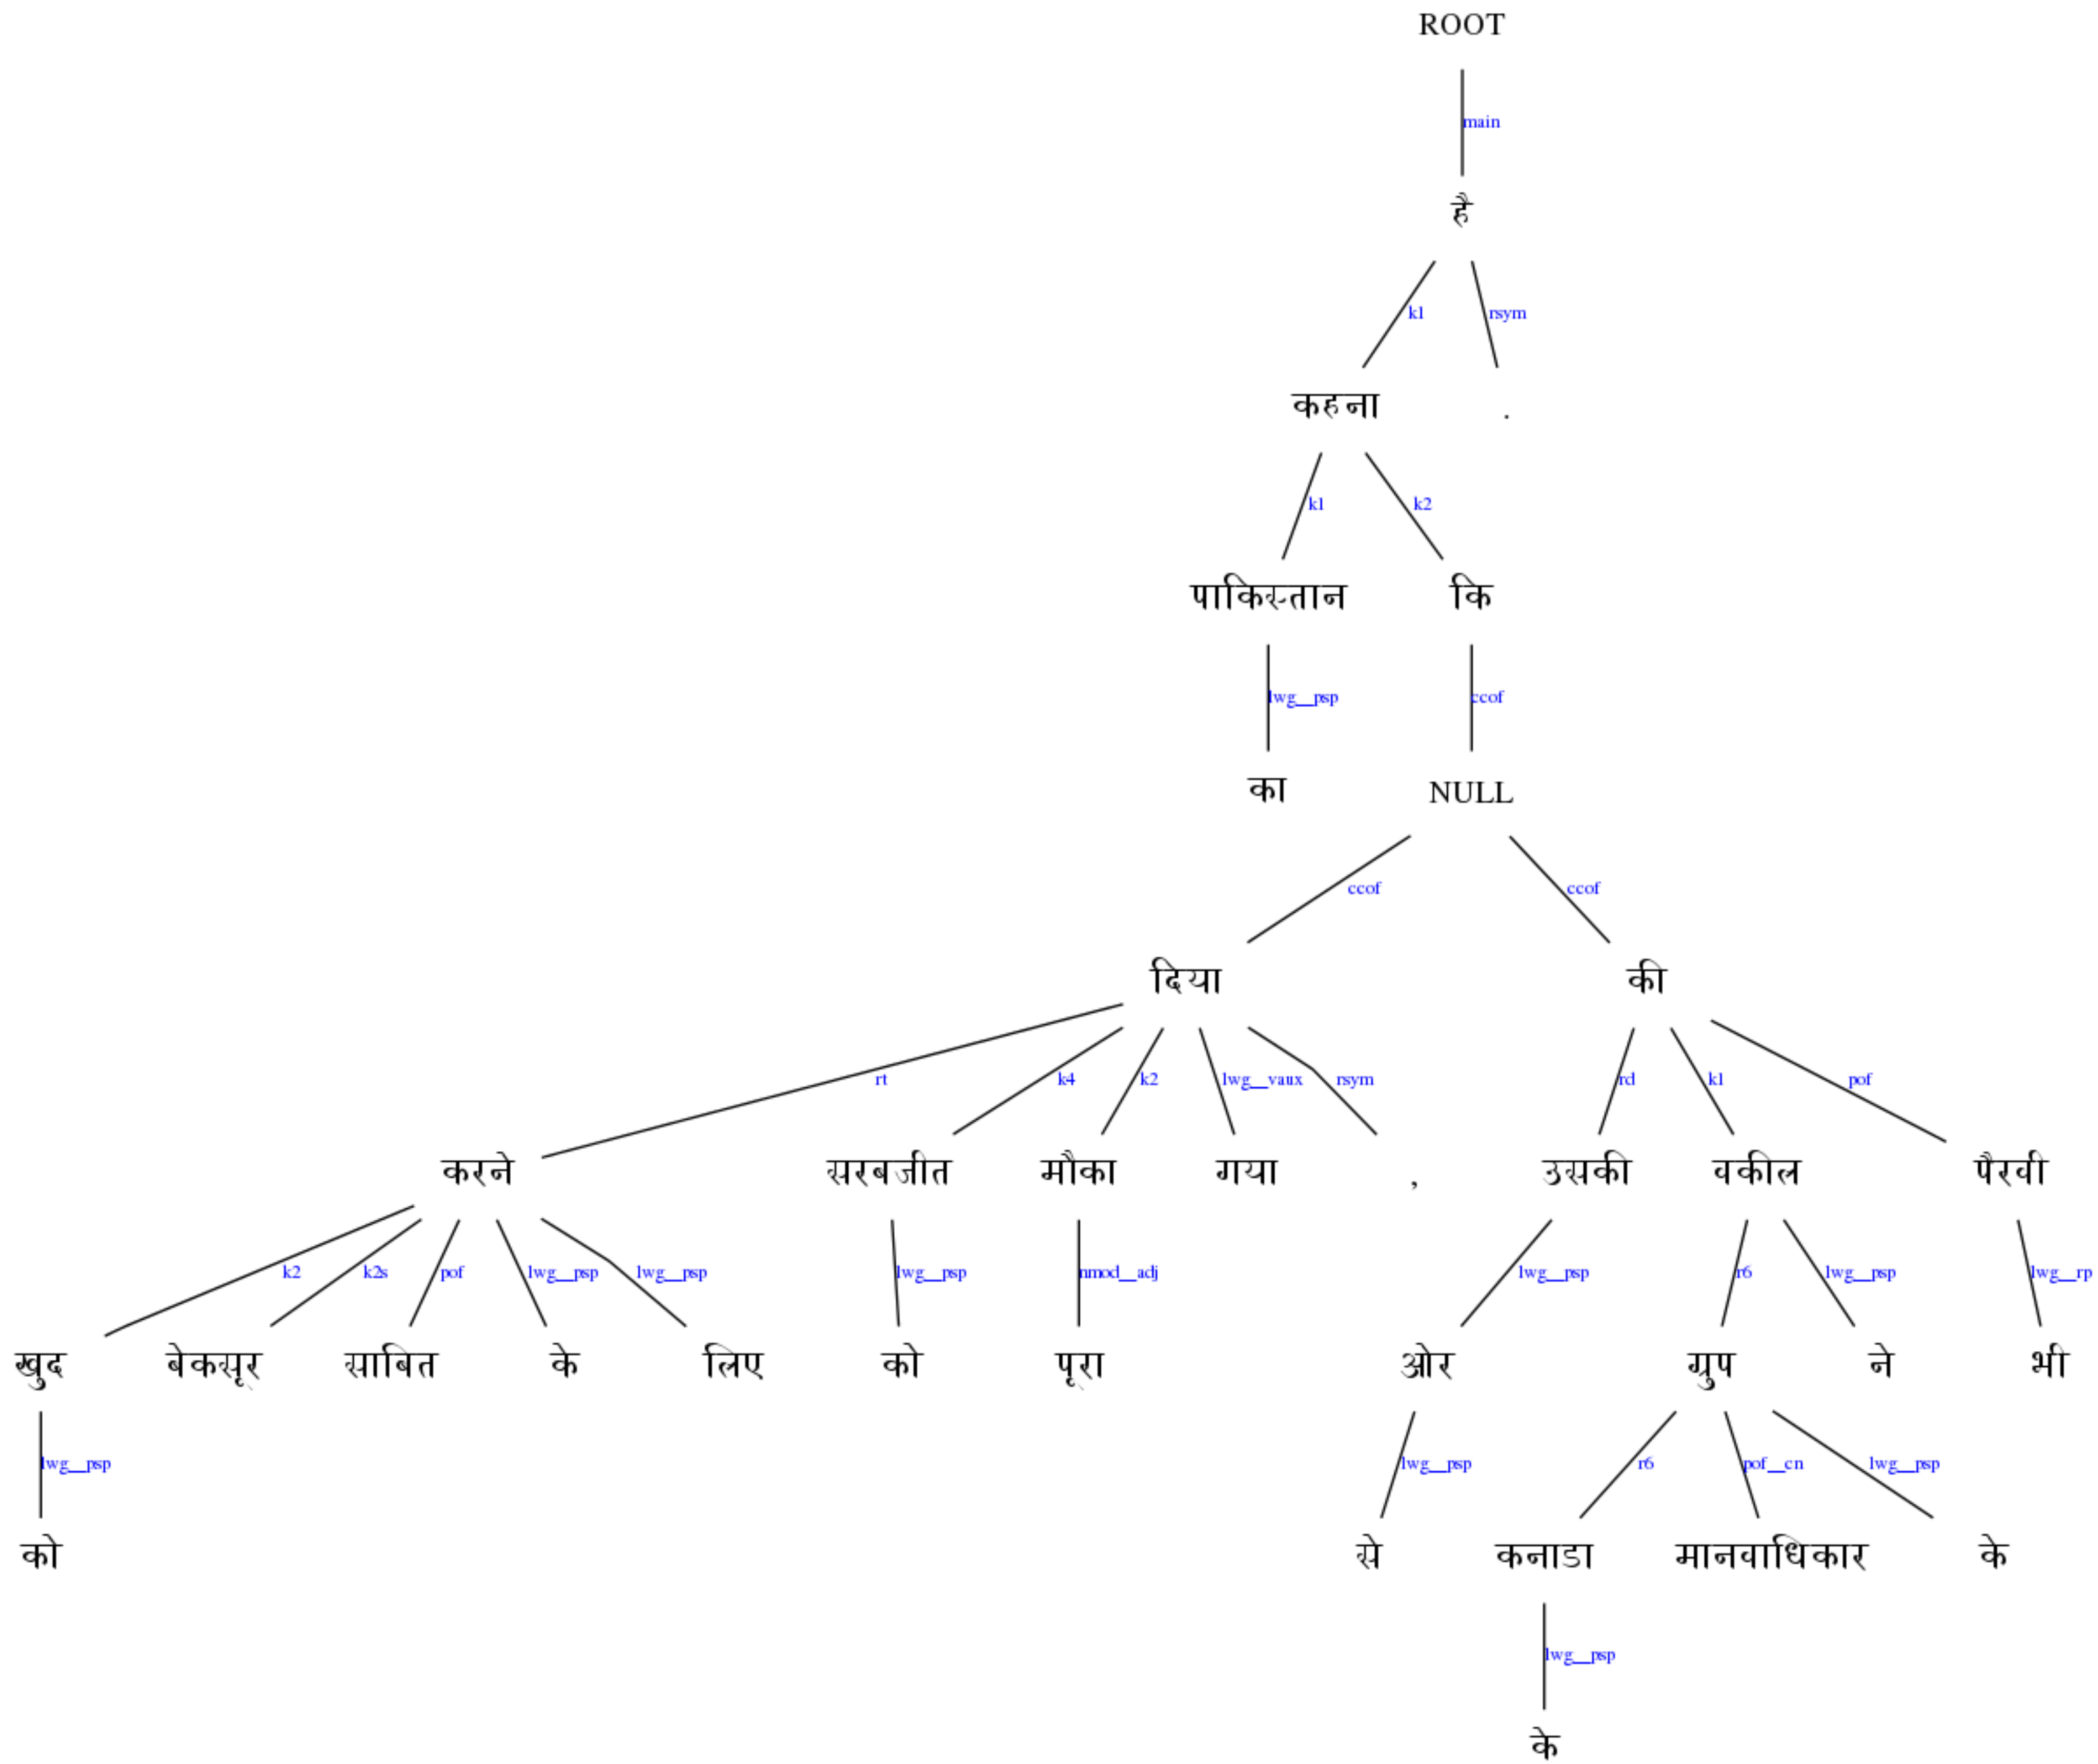 ROOT
main
है
k1 rsym
कहना .
k1 k2
पाकिस्तान कि
lwg__psp ccof
का NULL
ccof ccof
दिया की
rt k4 k2 lwg__vaux rsym rd k1 pof
करने सरबजीत मौका गया , उसकी वकील पैरवी
k2 k2s pof lwg__psp lwg__psp lwg__psp nmod__adj lwg__psp r6 lwg__psp lwg__rp
खुद बेकसूर साबित के लिए को पूरा ओर ग्रुप ने भी
lwg__psp lwg__psp r6 pof__cn lwg__psp
को से कनाडा मानवाधिकार के
lwg__psp
के